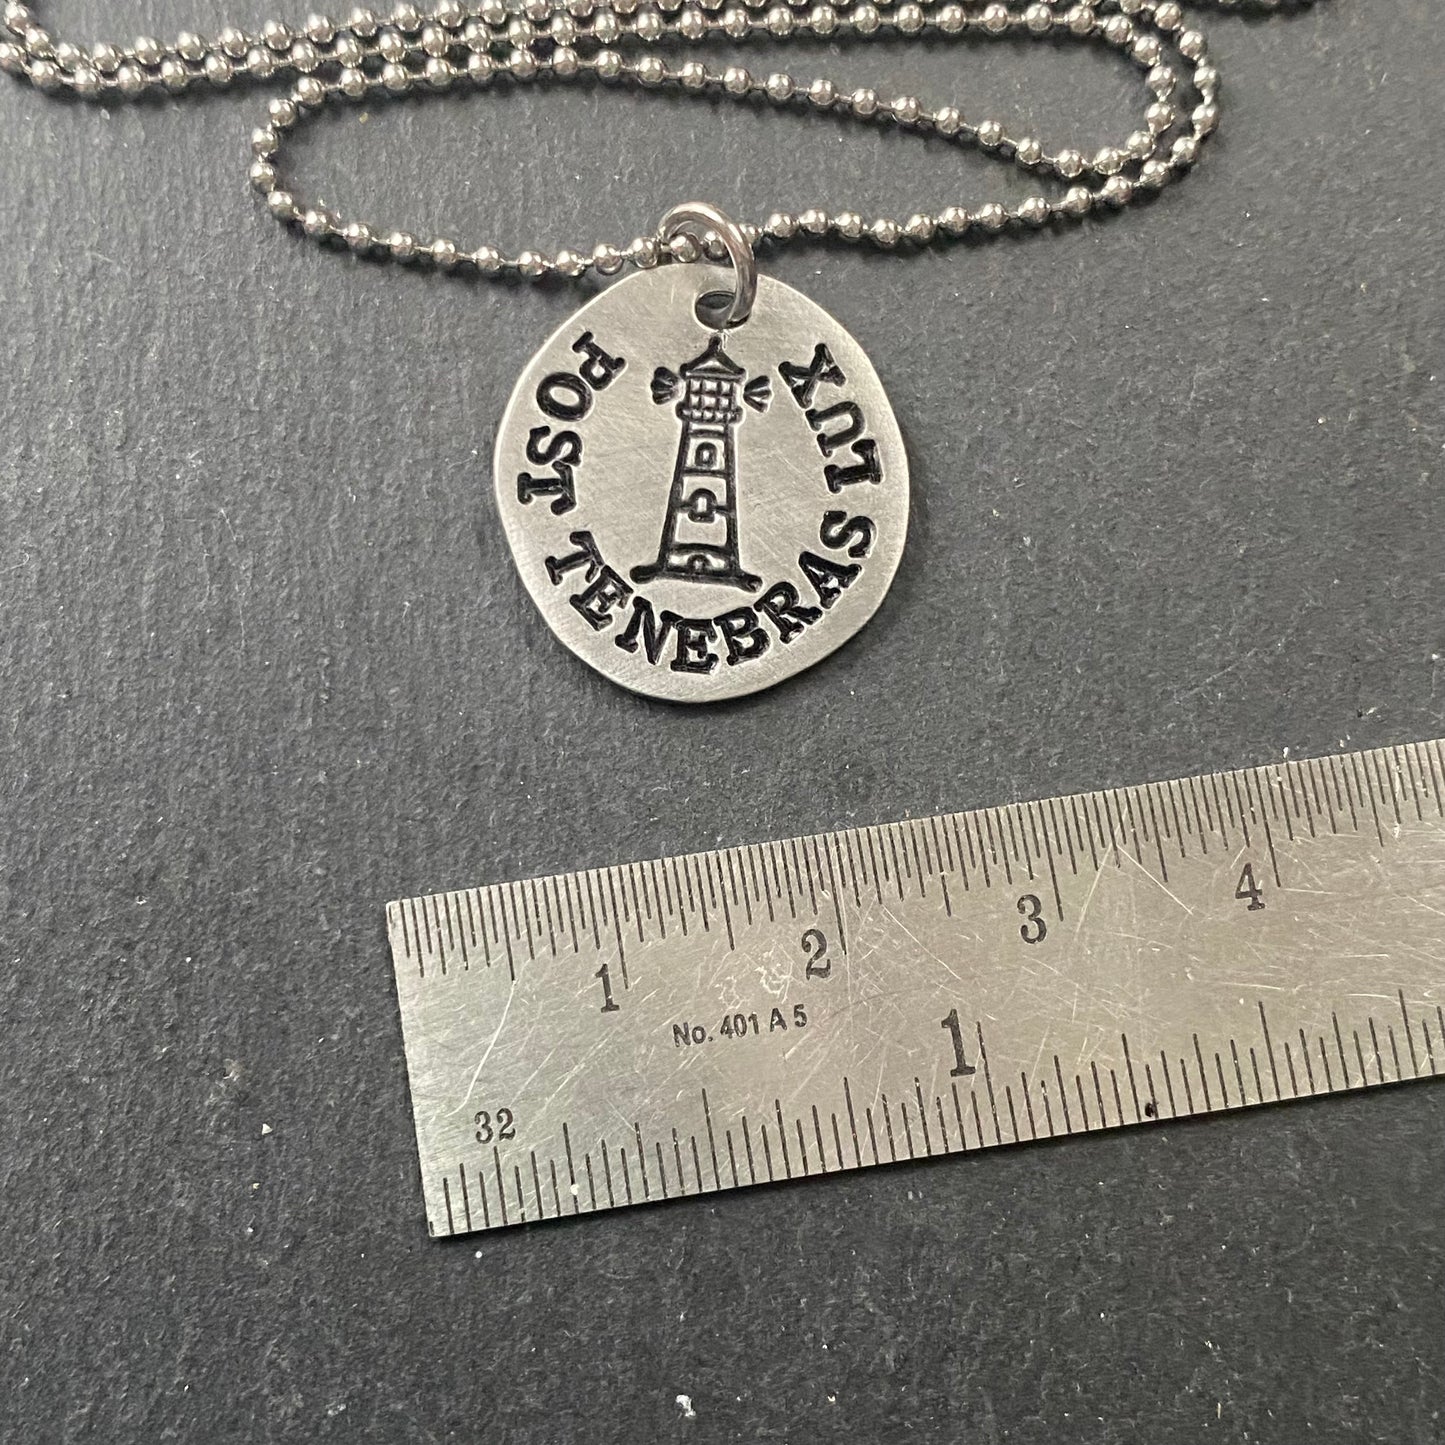 POST TENEBRAS LUX
1 2 3 4
No. 401 A 5
1
32